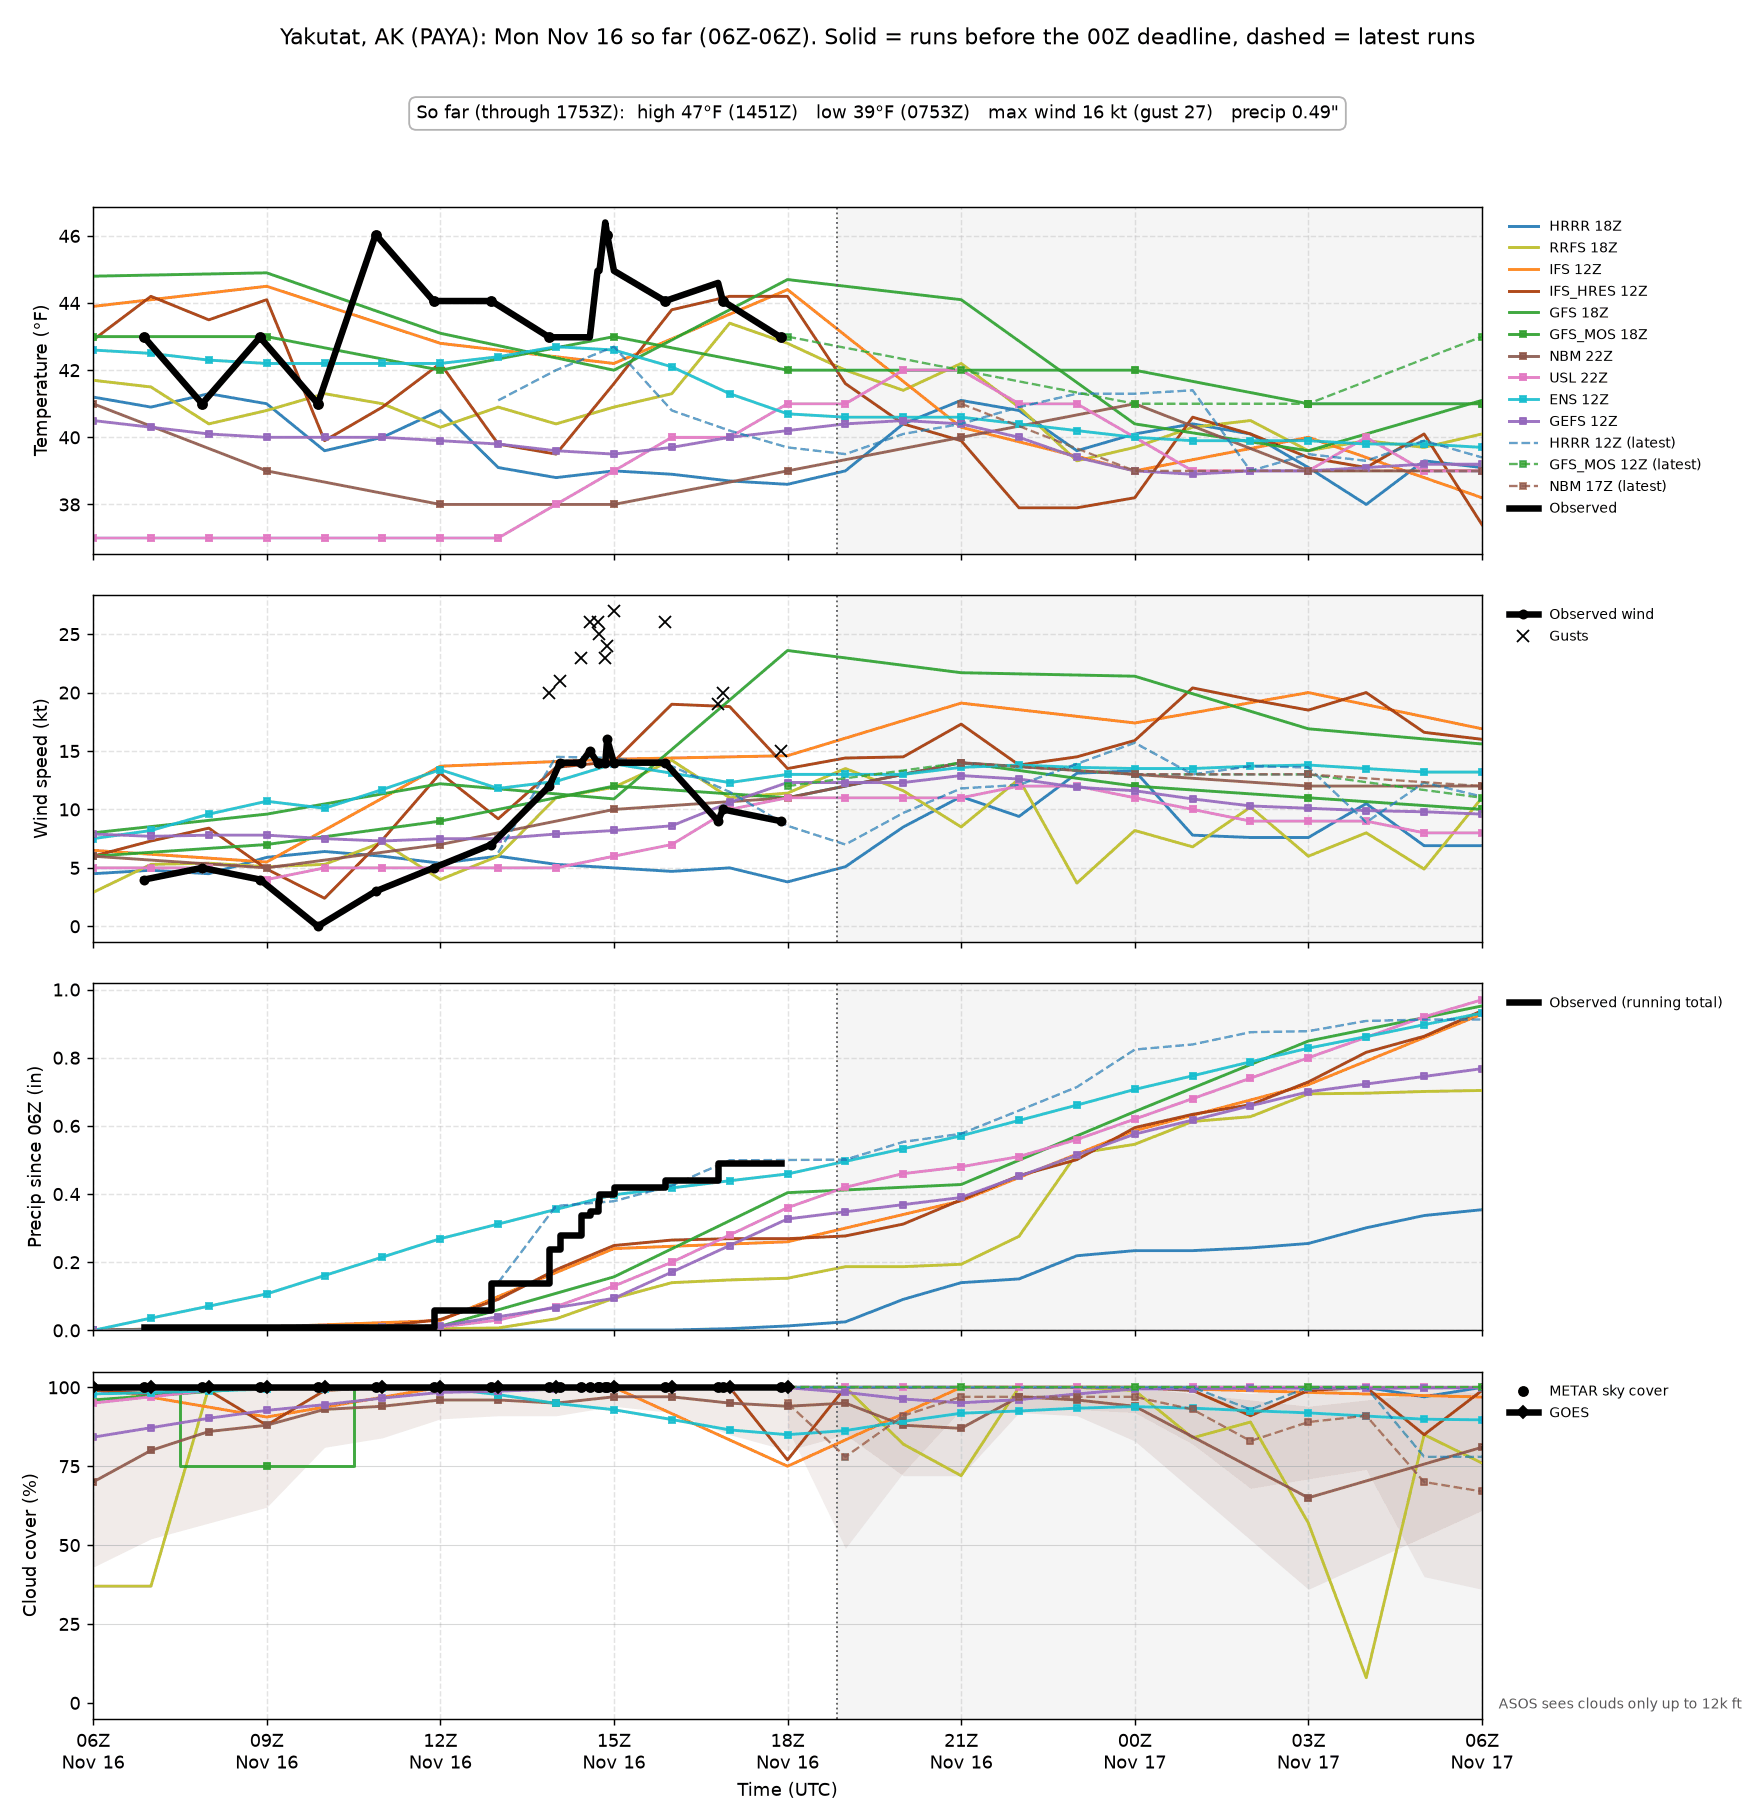 Yakutat, AK (PAYA): Mon Nov 16 so far (06Z-06Z). Solid = runs before the 00Z deadline, dashed = latest runs
So far (through 1753Z):  high 47°F (1451Z)   low 39°F (0753Z)   max wind 16 kt (gust 27)   precip 0.49"
Temperature (°F)
46
44
42
40
38
HRRR 18Z
RRFS 18Z
IFS 12Z
IFS_HRES 12Z
GFS 18Z
GFS_MOS 18Z
NBM 22Z
USL 22Z
ENS 12Z
GEFS 12Z
HRRR 12Z (latest)
GFS_MOS 12Z (latest)
NBM 17Z (latest)
Observed
Wind speed (kt)
25
20
15
10
5
0
Observed wind
Gusts
Precip since 06Z (in)
1.0
0.8
0.6
0.4
0.2
0.0
Observed (running total)
Cloud cover (%)
100
75
50
25
0
METAR sky cover
GOES
ASOS sees clouds only up to 12k ft
06Z 09Z 12Z 15Z 18Z 21Z 00Z 03Z 06Z
Nov 16 Nov 16 Nov 16 Nov 16 Nov 16 Nov 16 Nov 17 Nov 17 Nov 17
Time (UTC)